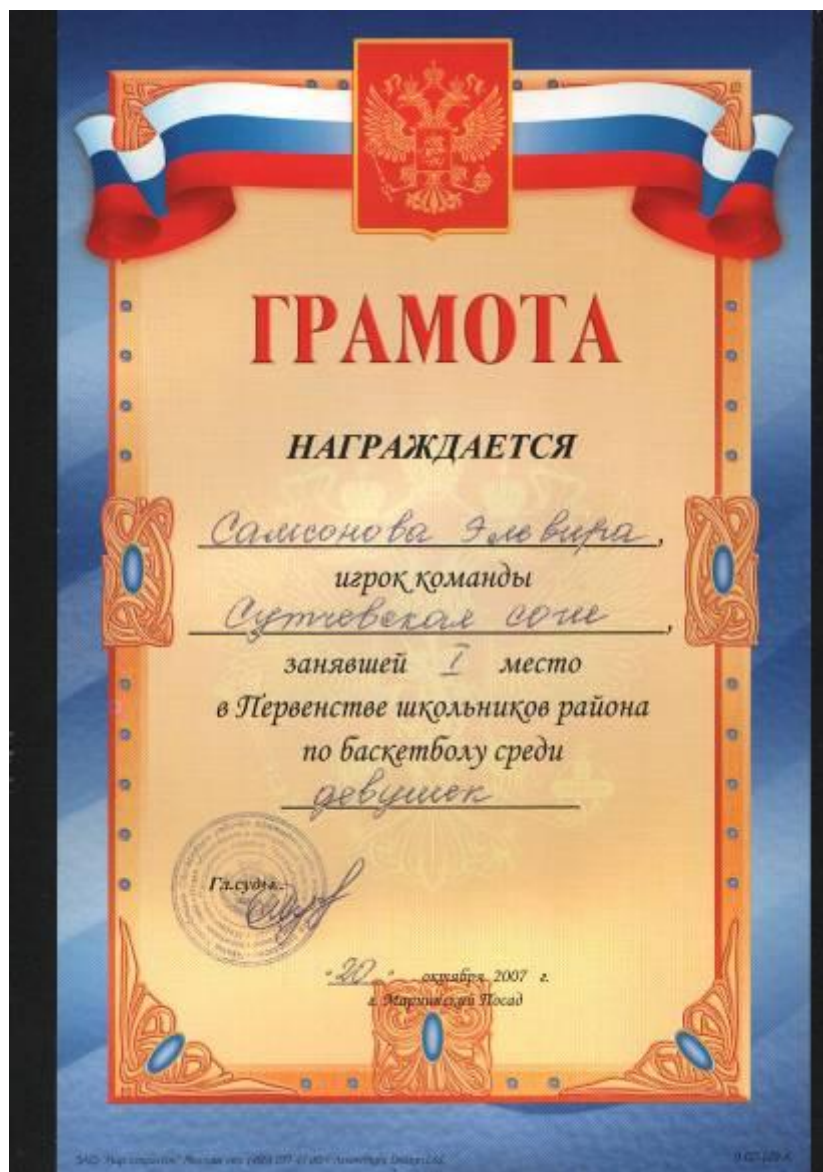 ГРАМОТА
НАГРАЖДАЕТСЯ
Самсонова Эльвира,
игрок команды
Сутчевская сош,
занявшей I место
в Первенстве школьников района
по баскетболу среди
девушек
Гл.судья:
"20" октября 2007 г.
г. Мариинский Посад